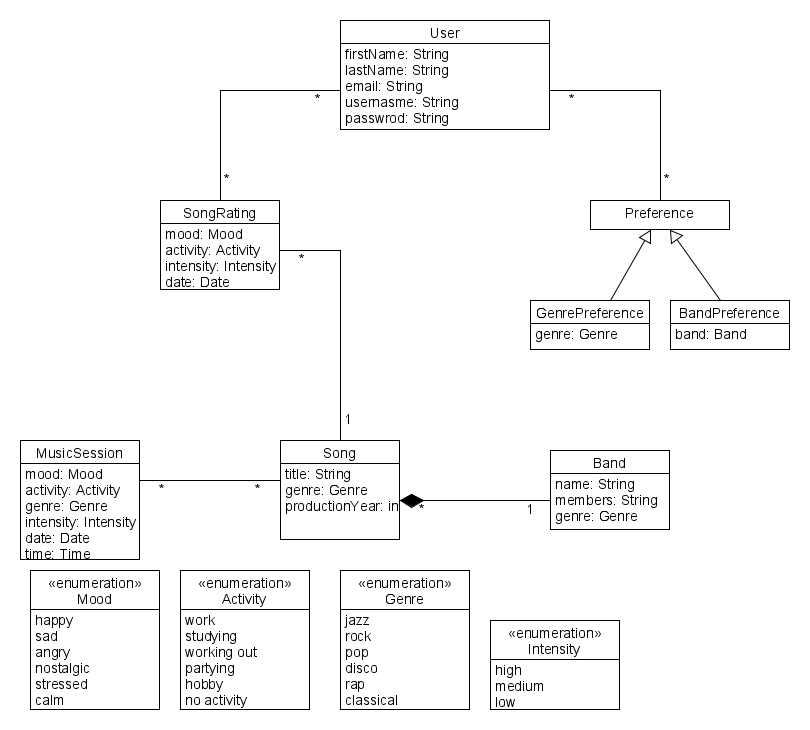 User
firstName: String
lastName: String
email: String
usernasme: String
passwrod: String
*
*
*
*
SongRating
mood: Mood
activity: Activity
intensity: Intensity
date: Date
Preference
*
GenrePreference
genre: Genre
BandPreference
band: Band
1
MusicSession
mood: Mood
activity: Activity
genre: Genre
intensity: Intensity
date: Date
time: Time
*
*
Song
title: String
genre: Genre
productionYear: in
*
1
Band
name: String
members: String
genre: Genre
«enumeration»
Mood
happy
sad
angry
nostalgic
stressed
calm
«enumeration»
Activity
work
studying
working out
partying
hobby
no activity
«enumeration»
Genre
jazz
rock
pop
disco
rap
classical
«enumeration»
Intensity
high
medium
low